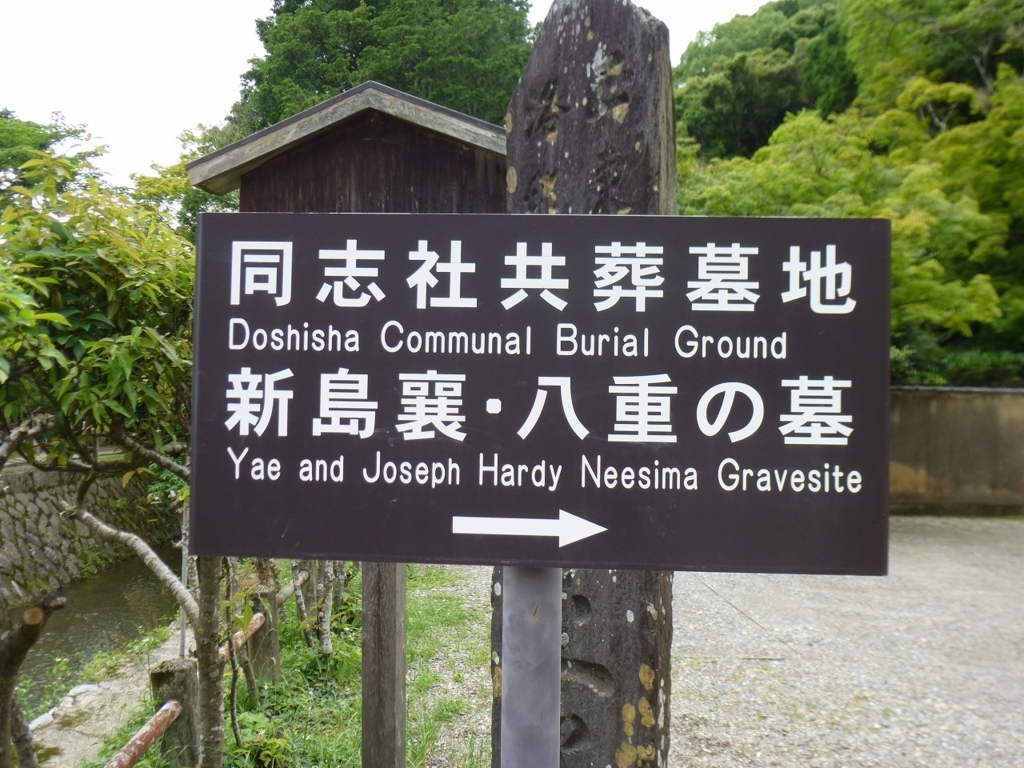 同志社共葬墓地
Doshisha Communal Burial Ground
新島襄・八重の墓
Yae and Joseph Hardy Neesima Gravesite